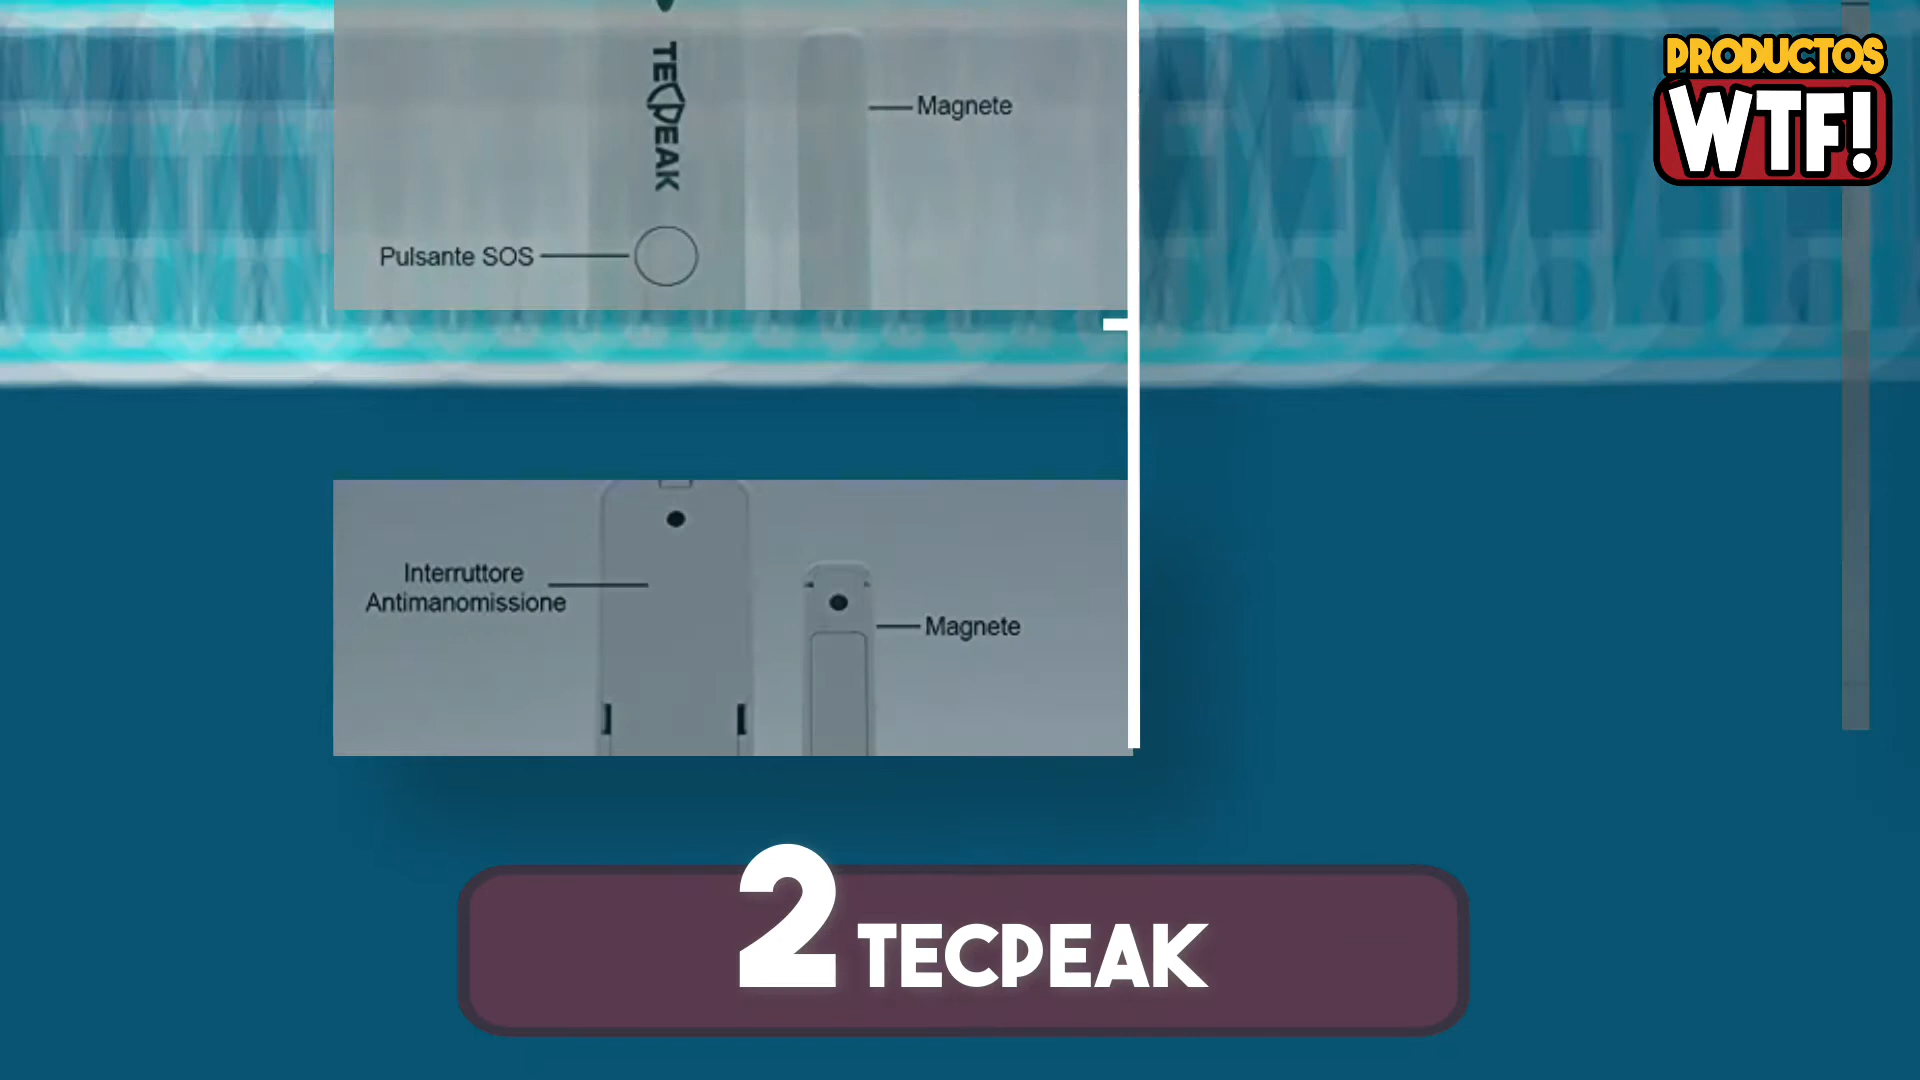 PRODUCTOS
WTF!
TECPEAK
Magnete
Pulsante SOS
Interruttore
Antimanomissione
Magnete
2 TECPEAK